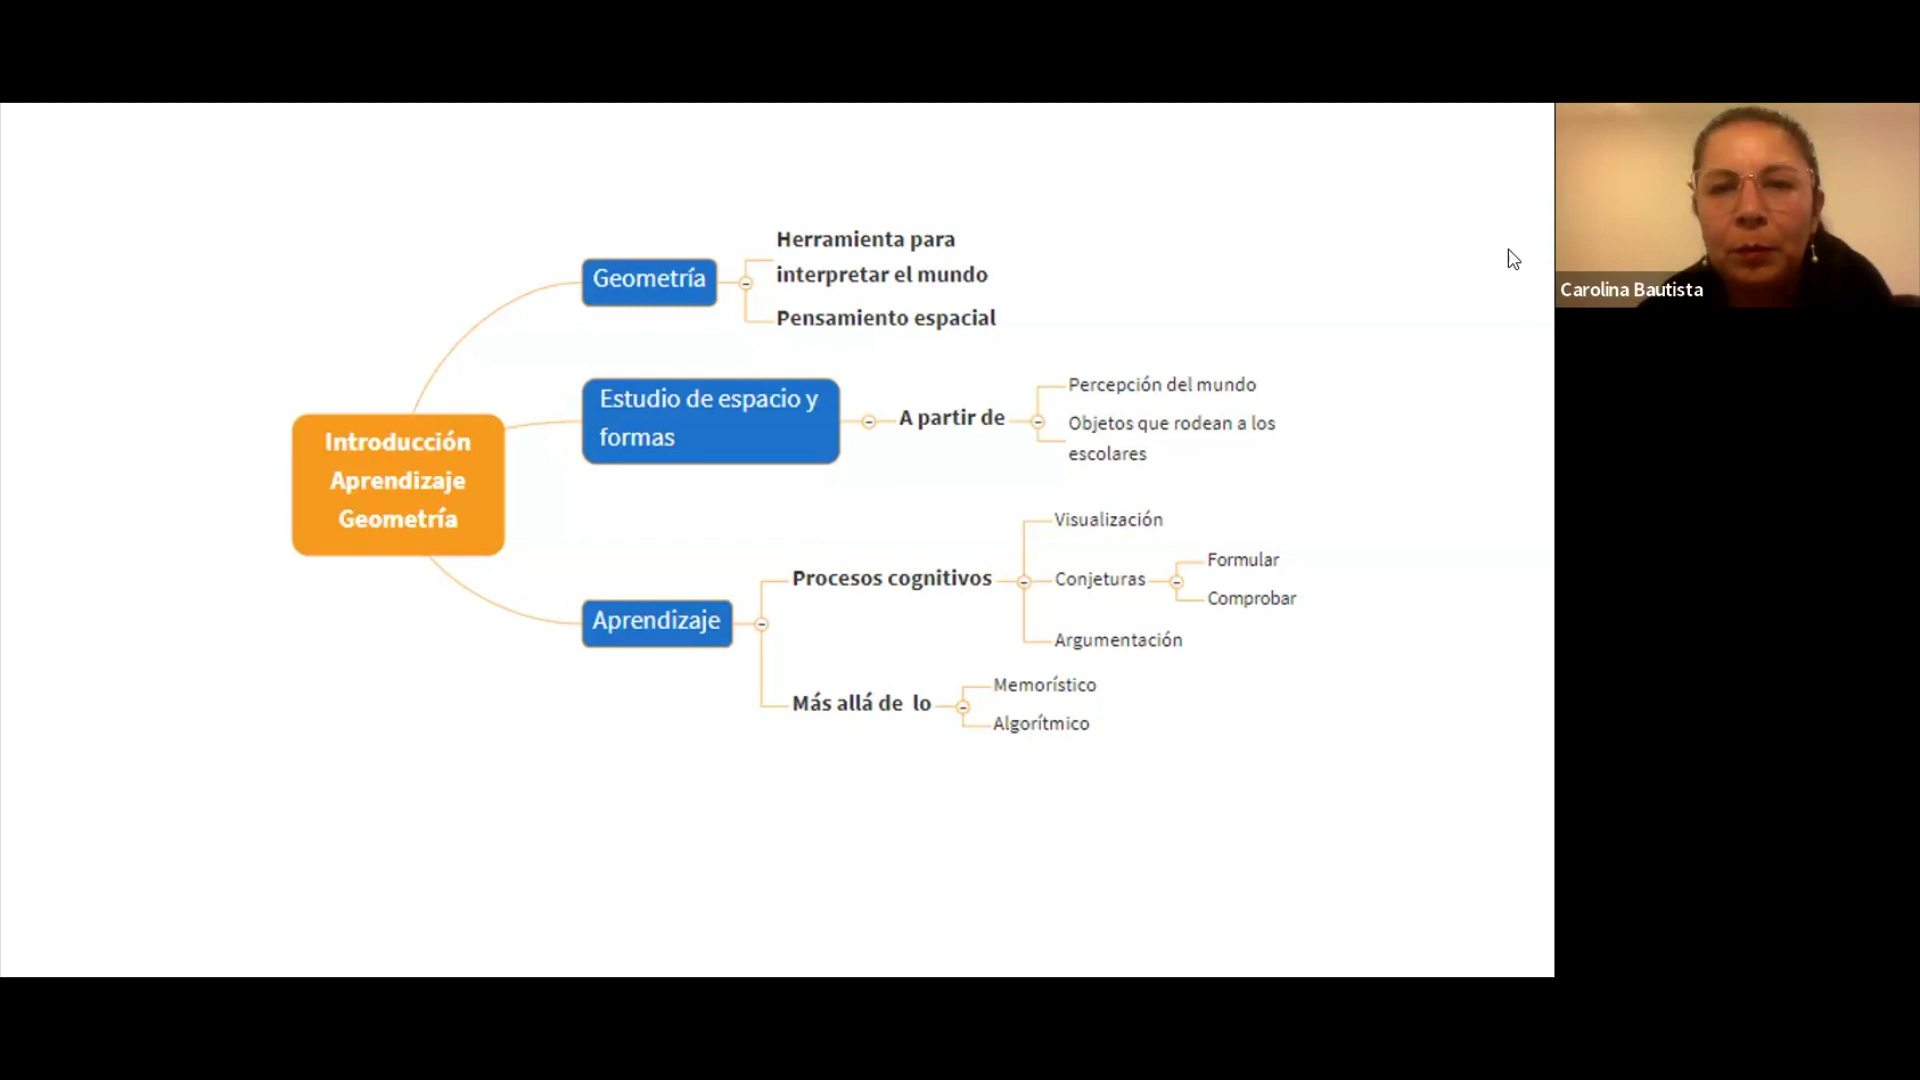 Introducción
Aprendizaje
Geometría
Geometría
Herramienta para
interpretar el mundo
Pensamiento espacial
Estudio de espacio y
formas
A partir de
Percepción del mundo
Objetos que rodean a los
escolares
Aprendizaje
Procesos cognitivos
Visualización
Conjeturas
Formular
Comprobar
Argumentación
Más allá de lo
Memorístico
Algorítmico
Carolina Bautista